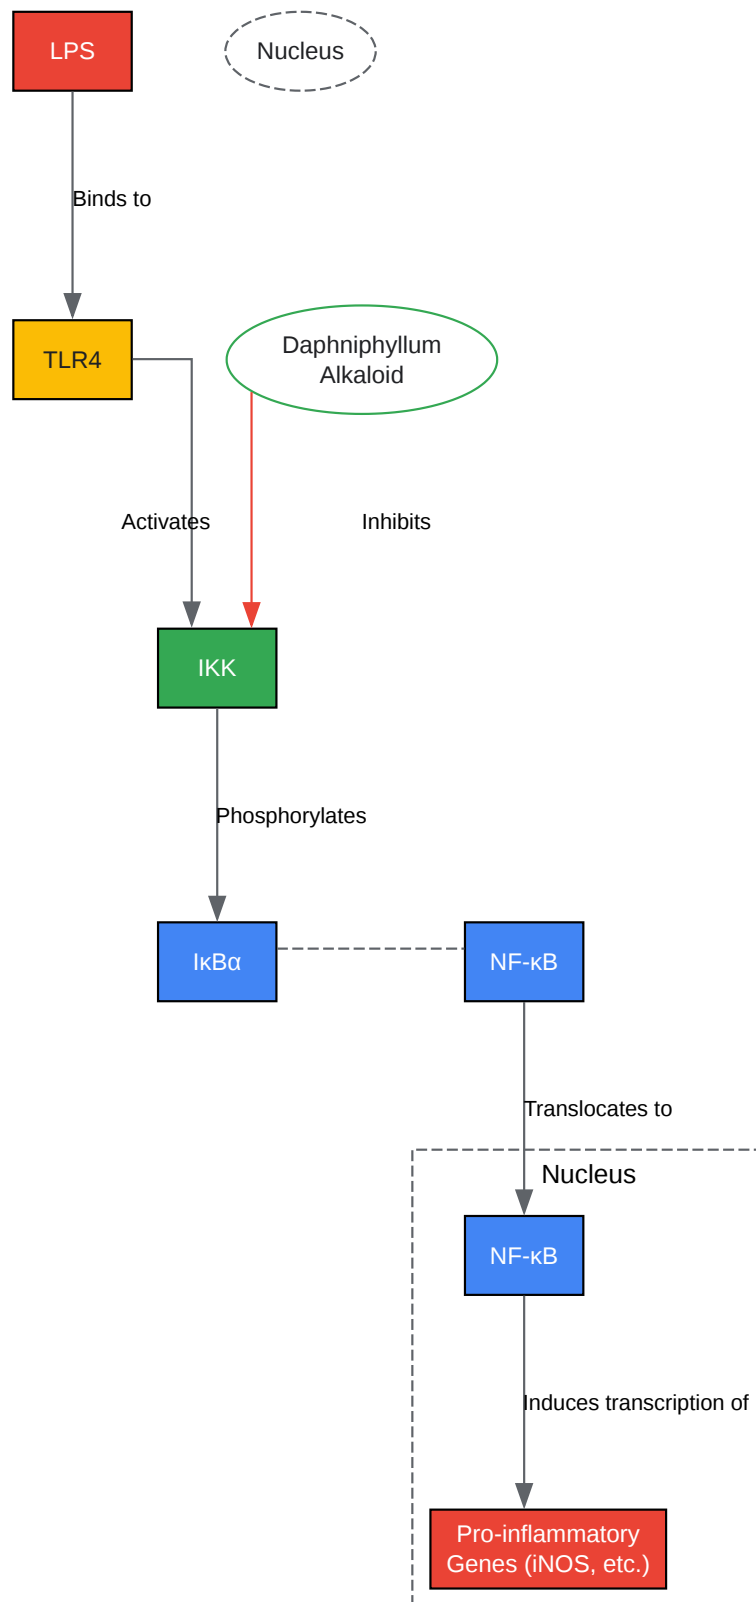 LPS
Nucleus
Binds to
TLR4
Daphniphyllum
Alkaloid
Activates
Inhibits
IKK
Phosphorylates
IκBα
NF-κB
Translocates to
Nucleus
NF-κB
Induces transcription of
Pro-inflammatory
Genes (iNOS, etc.)